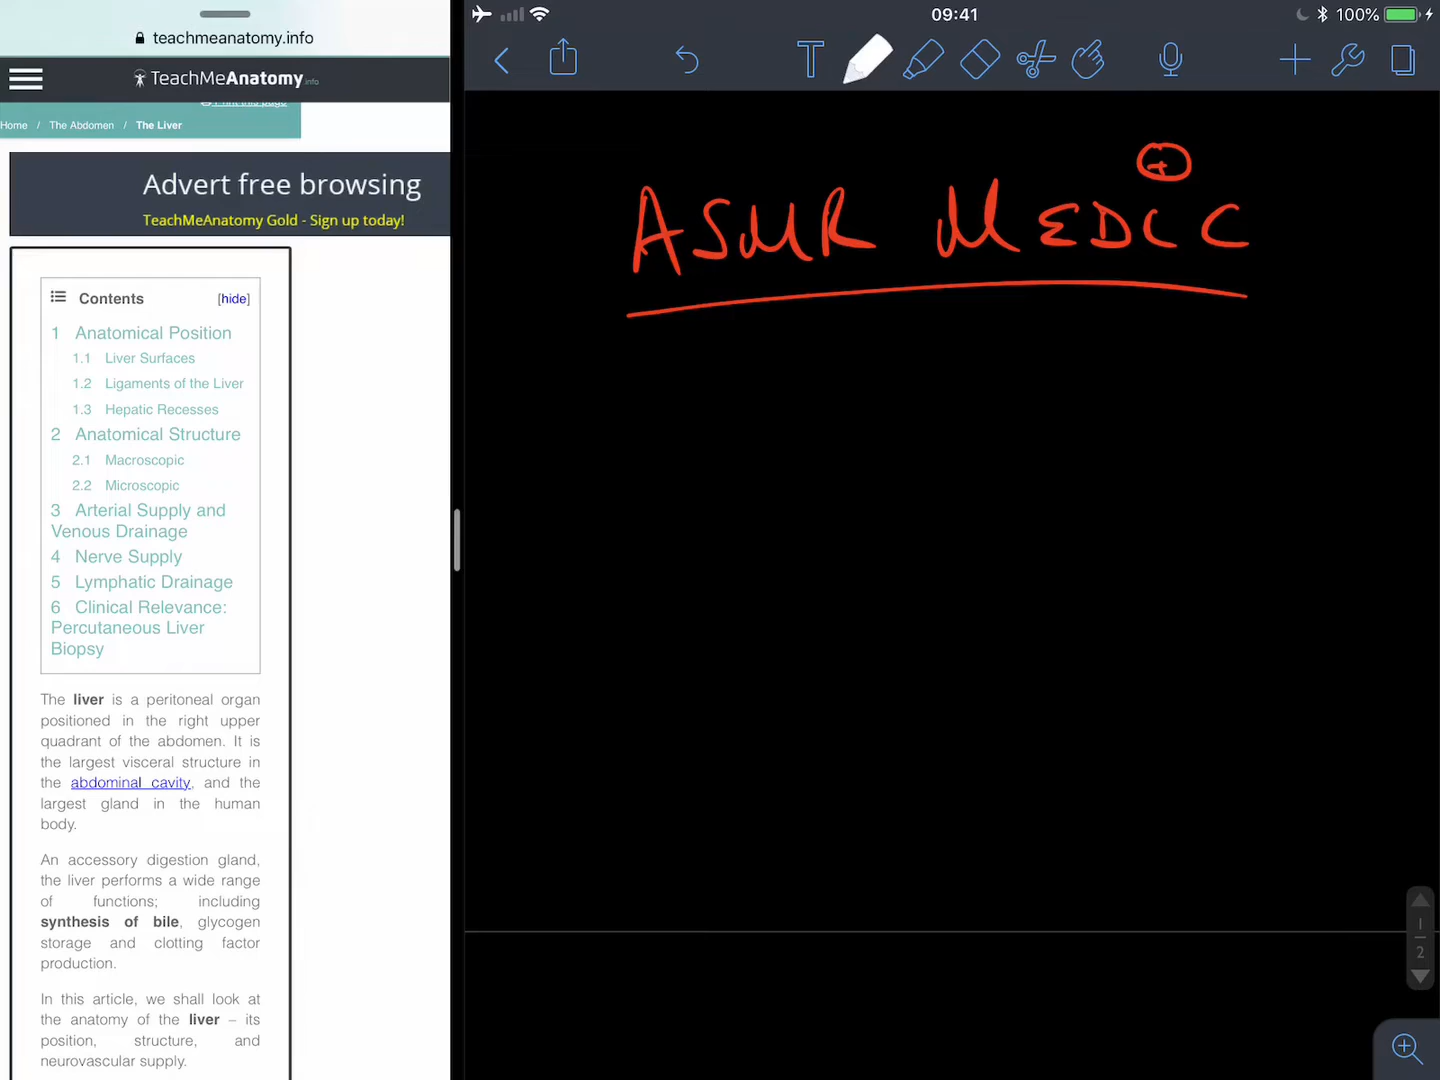 teachmeanatomy.info
TeachMeAnatomy.info
Print this page
Home / The Abdomen / The Liver
Advert free browsing
TeachMeAnatomy Gold - Sign up today!
Contents [hide]
1 Anatomical Position
1.1 Liver Surfaces
1.2 Ligaments of the Liver
1.3 Hepatic Recesses
2 Anatomical Structure
2.1 Macroscopic
2.2 Microscopic
3 Arterial Supply and
Venous Drainage
4 Nerve Supply
5 Lymphatic Drainage
6 Clinical Relevance:
Percutaneous Liver
Biopsy
The liver is a peritoneal organ
positioned in the right upper
quadrant of the abdomen. It is
the largest visceral structure in
the abdominal cavity, and the
largest gland in the human
body.
An accessory digestion gland,
the liver performs a wide range
of functions; including
synthesis of bile, glycogen
storage and clotting factor
production.
In this article, we shall look at
the anatomy of the liver – its
position, structure, and
neurovascular supply.
09:41
100%
T
ASMR MEDIC
1
2